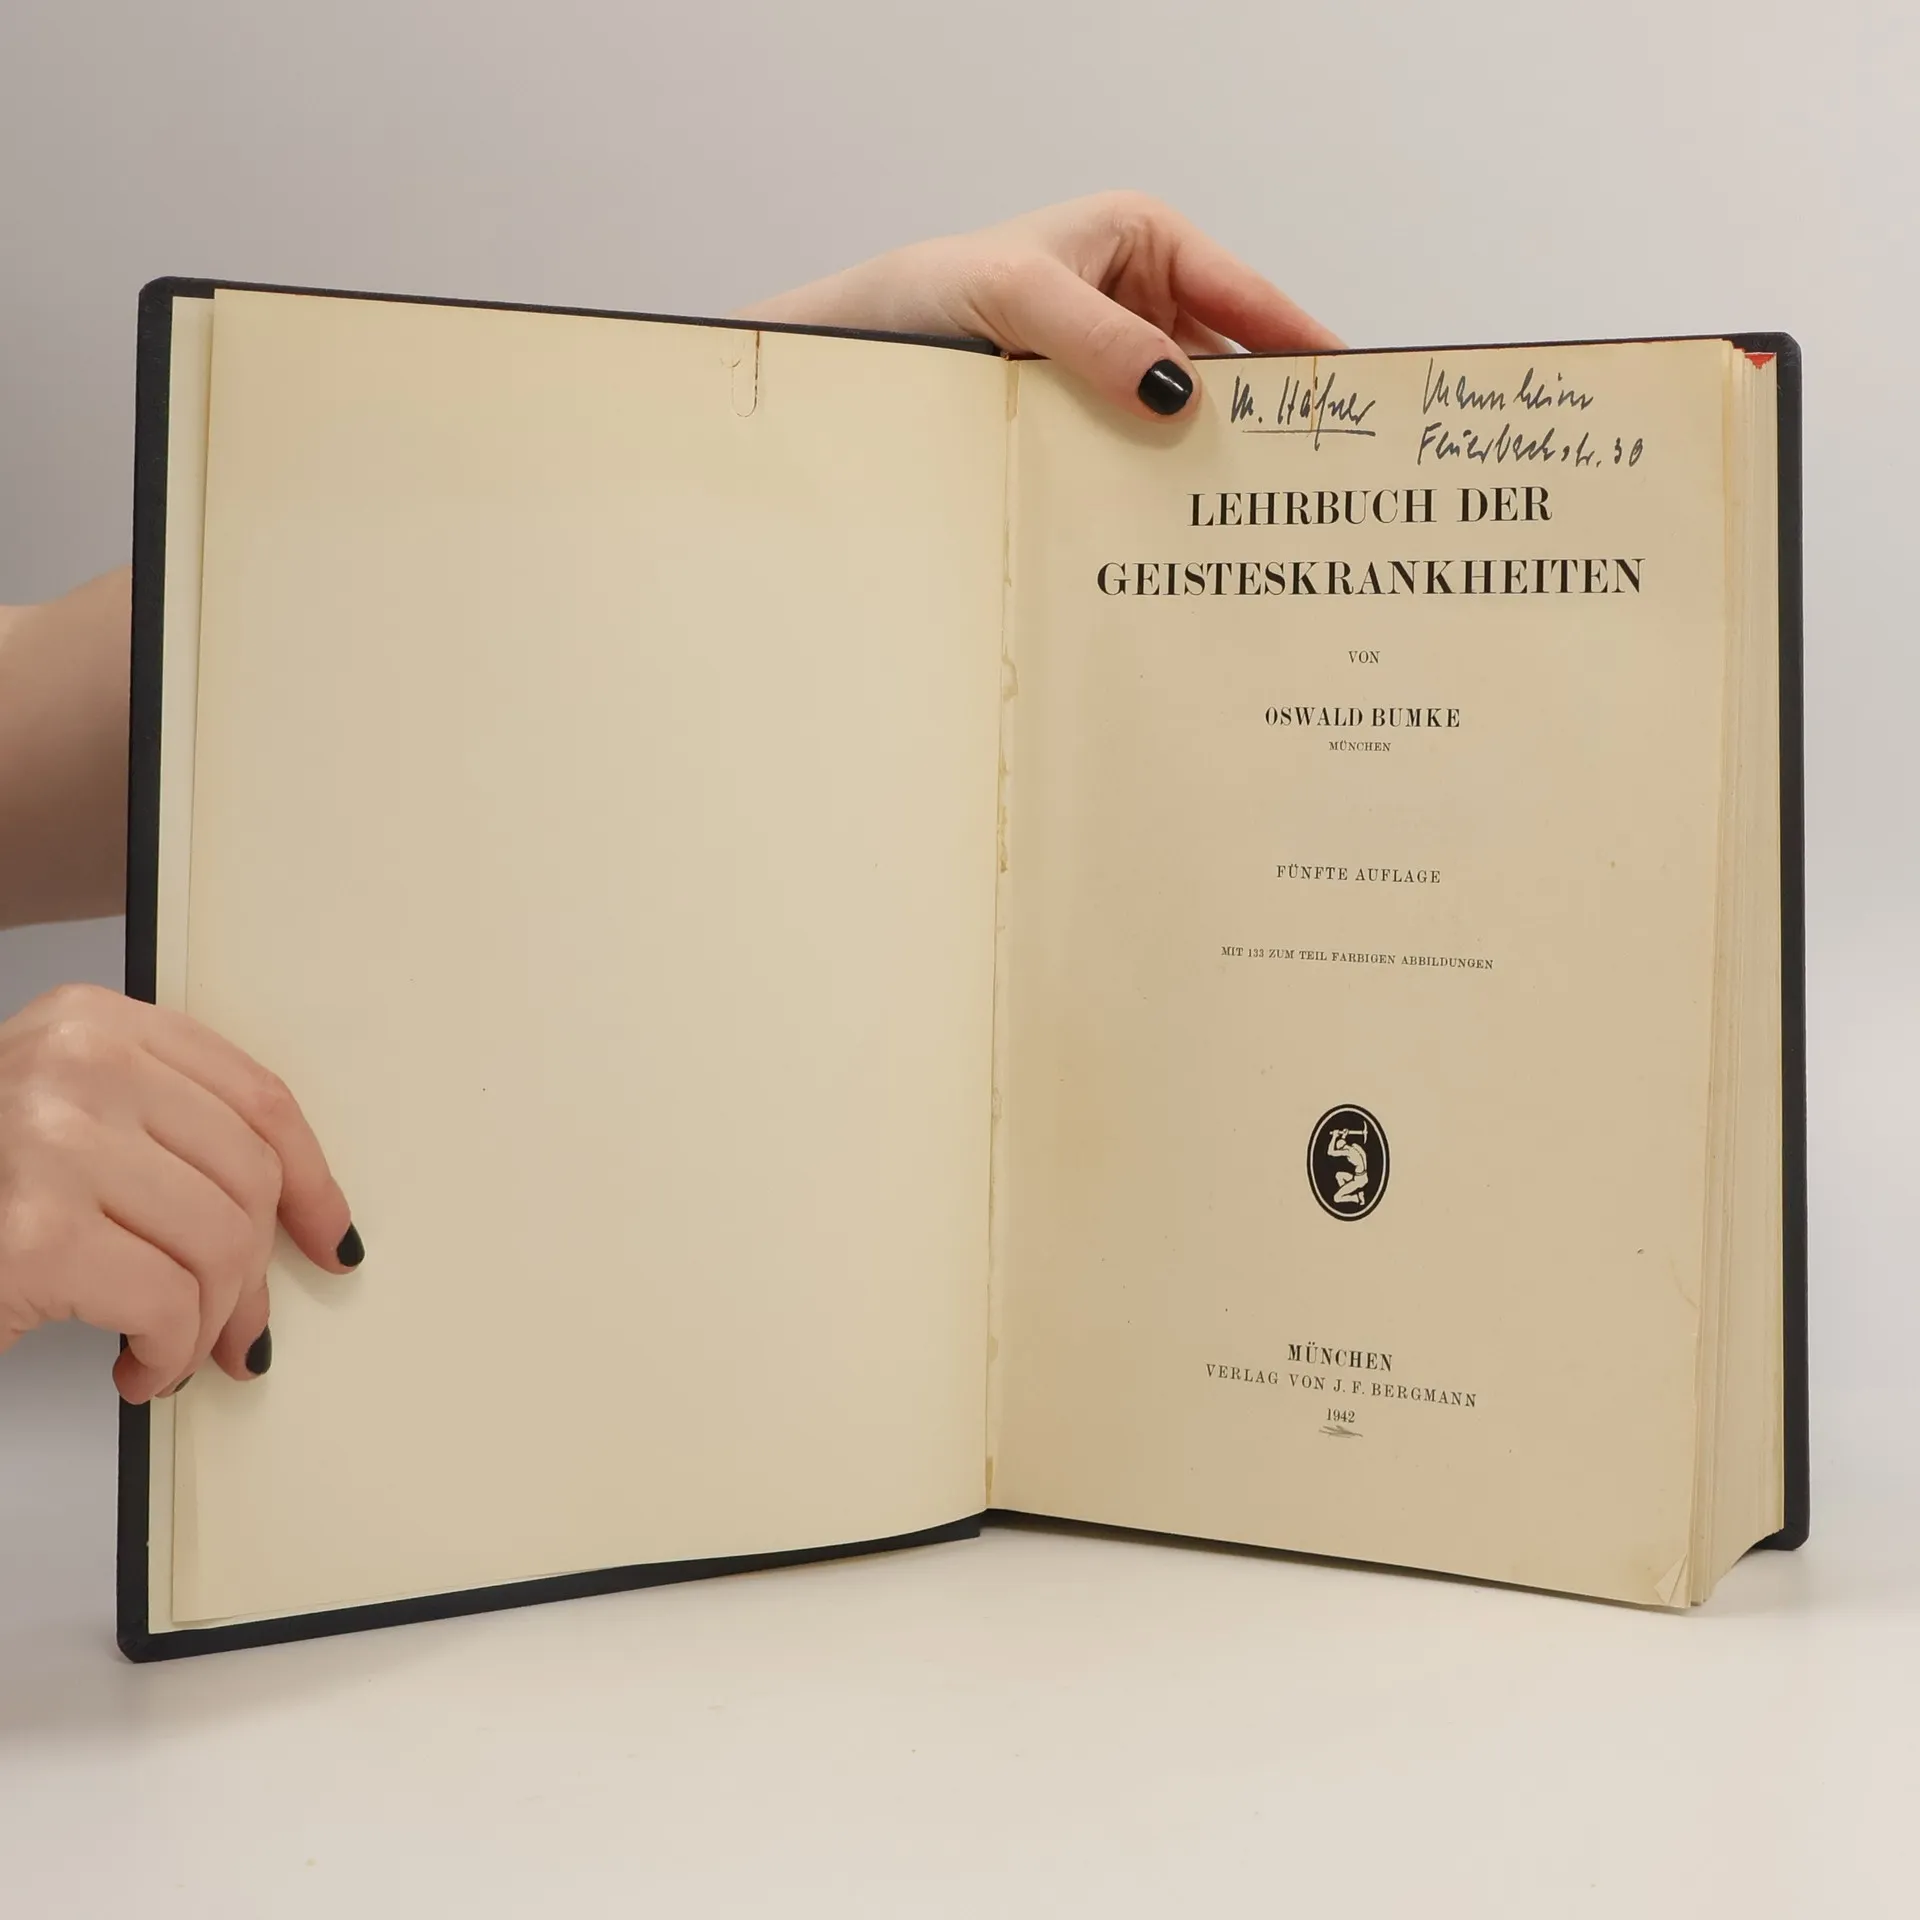 M. Häfner Mannheim
Feuerbachstr. 30
LEHRBUCH DER
GEISTESKRANKHEITEN
VON
OSWALD BUMKE
MÜNCHEN
FÜNFTE AUFLAGE
MIT 133 ZUM TEIL FARBIGEN ABBILDUNGEN
MÜNCHEN
VERLAG VON J. F. BERGMANN
1942